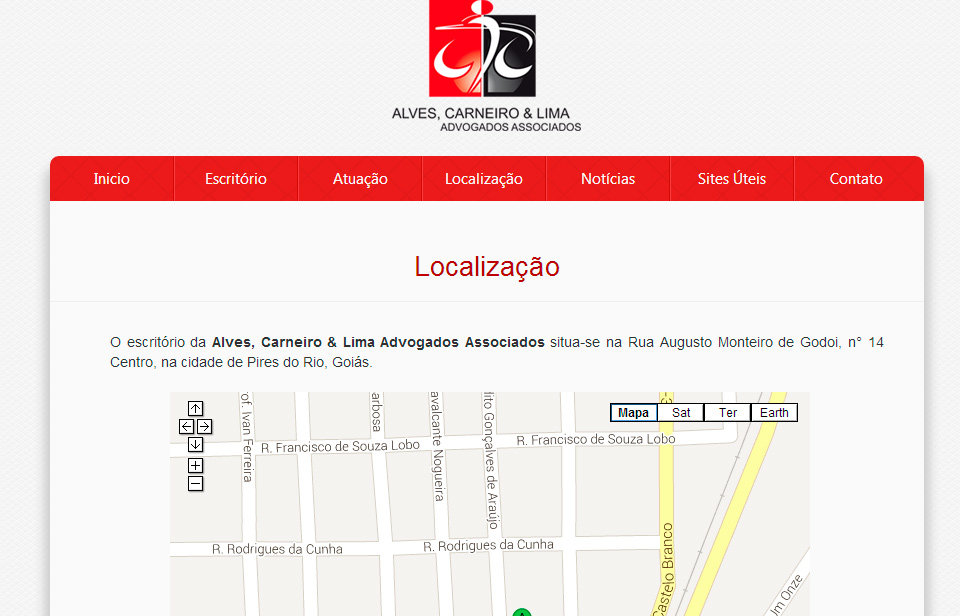 ALVES, CARNEIRO & LIMA
ADVOGADOS ASSOCIADOS
Inicio
Escritório
Atuação
Localização
Notícias
Sites Úteis
Contato
Localização
O escritório da Alves, Carneiro & Lima Advogados Associados situa-se na Rua Augusto Monteiro de Godoi, n° 14
Centro, na cidade de Pires do Rio, Goiás.
Mapa
Sat
Ter
Earth
of. Ivan Ferreira
arbosa
avalcante Nogueira
dito Gonçalves de Araújo
R. Francisco de Souza Lobo
R. Francisco de Souza Lobo
R. Rodrigues da Cunha
R. Rodrigues da Cunha
Castelo Branco
lm Onze